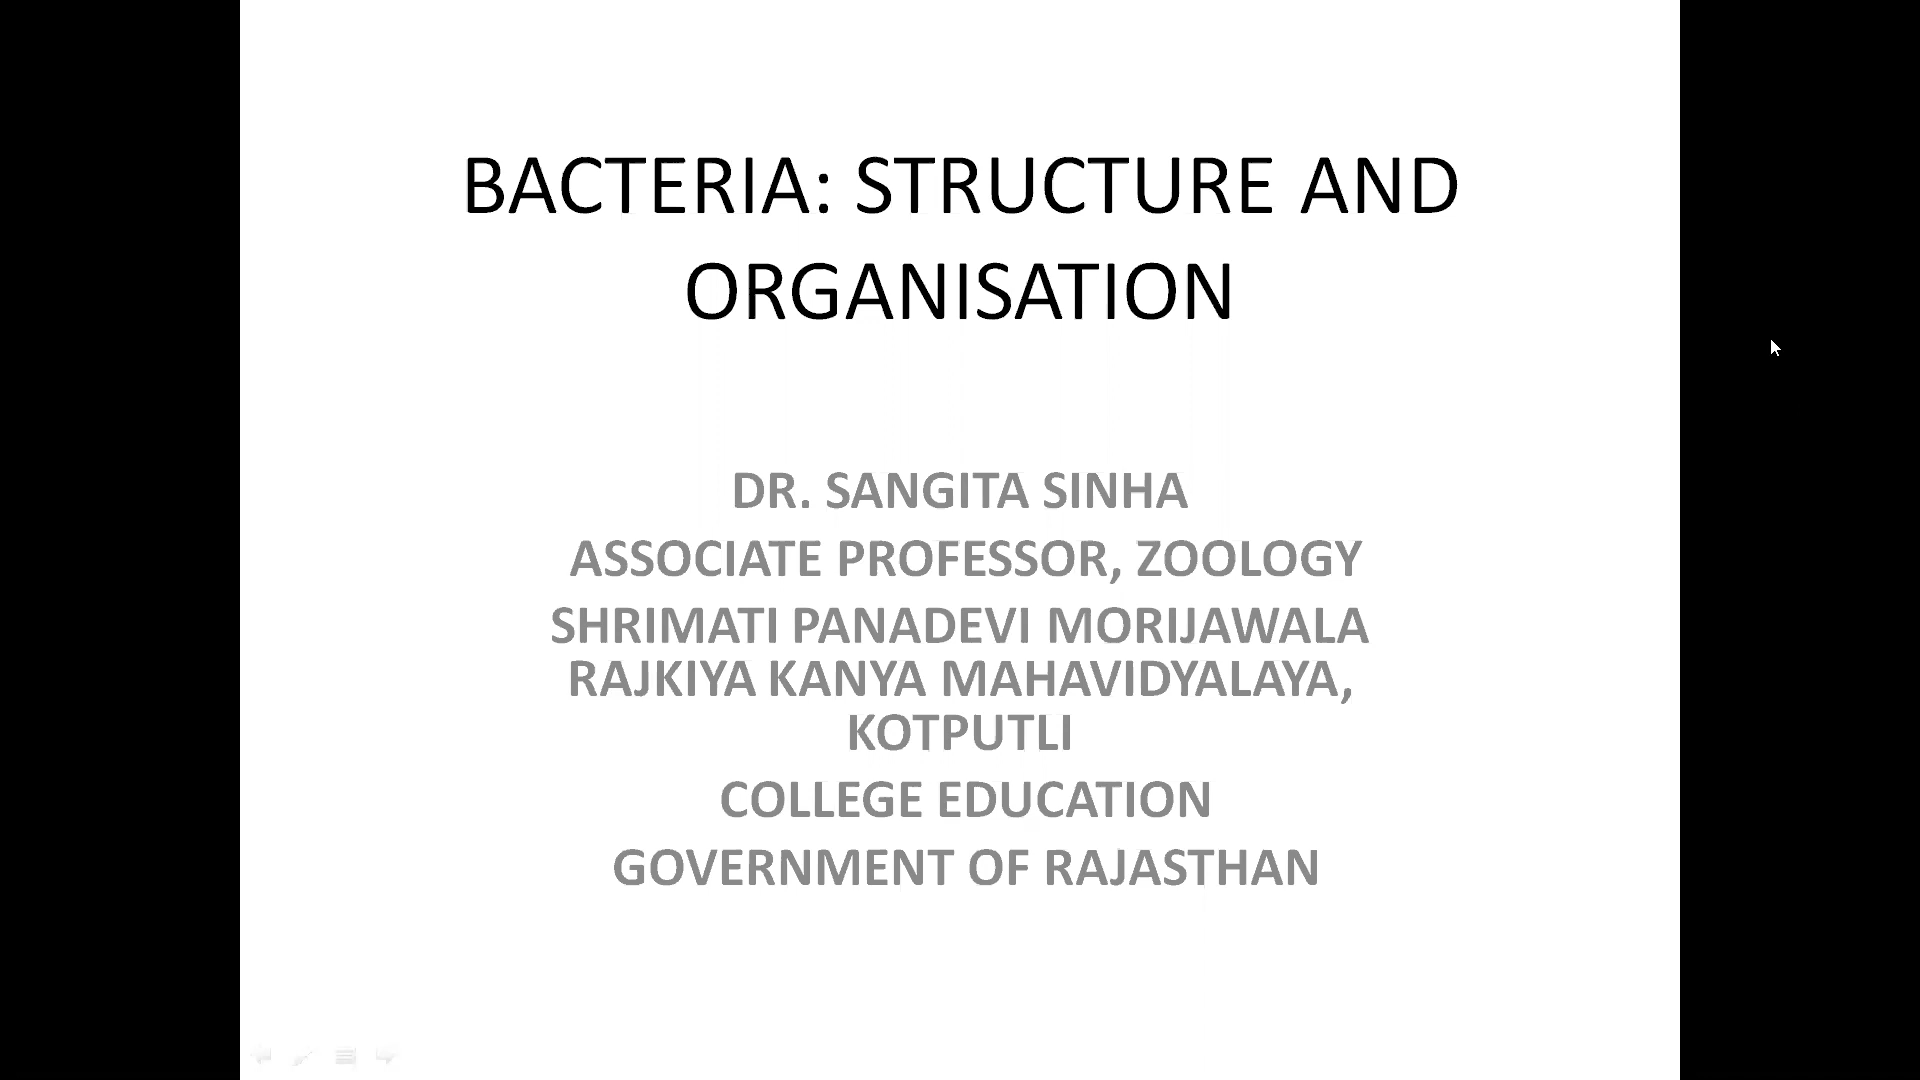 BACTERIA: STRUCTURE AND
ORGANISATION
DR. SANGITA SINHA
ASSOCIATE PROFESSOR, ZOOLOGY
SHRIMATI PANADEVI MORIJAWALA
RAJKIYA KANYA MAHAVIDYALAYA,
KOTPUTLI
COLLEGE EDUCATION
GOVERNMENT OF RAJASTHAN